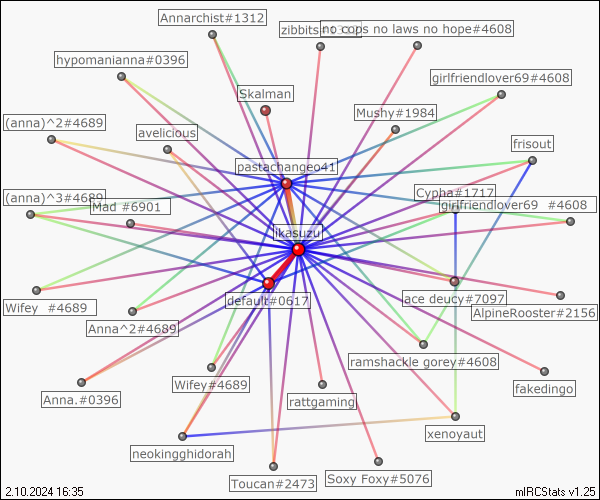 Annarchist#1312
zibbits
no cops no laws no hope#4608
hypomanianna#0396
girlfriendlover69#4608
Skalman
Mushy#1984
(anna)^2#4689
avelicious
frisout
pastachangeo41
(anna)^3#4689
Cypha#1717
Mad #6901
girlfriendlover69 #4608
ikasuzu
default#0617
ace deucy#7097
Wifey #4689
AlpineRooster#2156
Anna^2#4689
ramshackle gorey#4608
Wifey#4689
fakedingo
Anna.#0396
rattgaming
xenoyaut
neokingghidorah
Toucan#2473
Soxy Foxy#5076
2.10.2024 16:35
mIRCStats v1.25